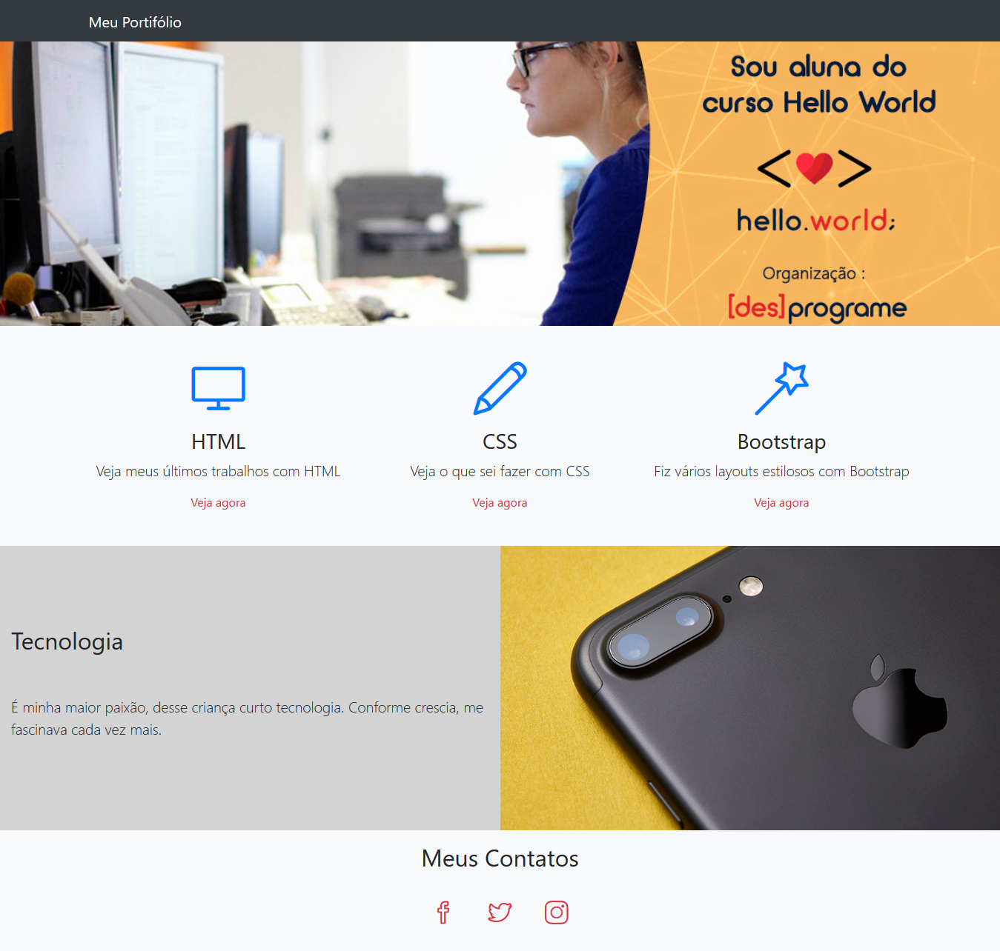 Meu Portifólio
Sou aluna do
curso Hello World
< >
hello.world;
Organização :
[des]programe
HTML
CSS
Bootstrap
Veja meus últimos trabalhos com HTML
Veja o que sei fazer com CSS
Fiz vários layouts estilosos com Bootstrap
Veja agora
Veja agora
Veja agora
Tecnologia
É minha maior paixão, desse criança curto tecnologia. Conforme crescia, me
fascinava cada vez mais.
Meus Contatos